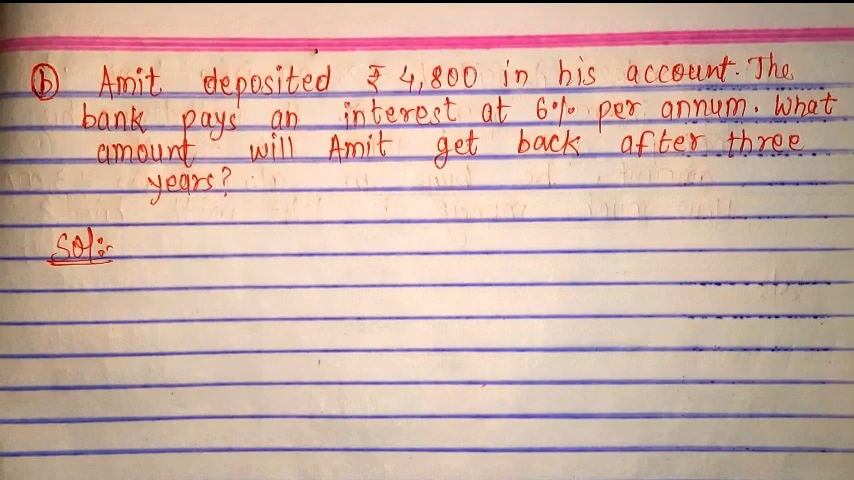 ⓑ Amit deposited ₹ 4,800 in his account. The
bank pays an interest at 6% per annum. What
amount will Amit get back after three
years?
Sol:-